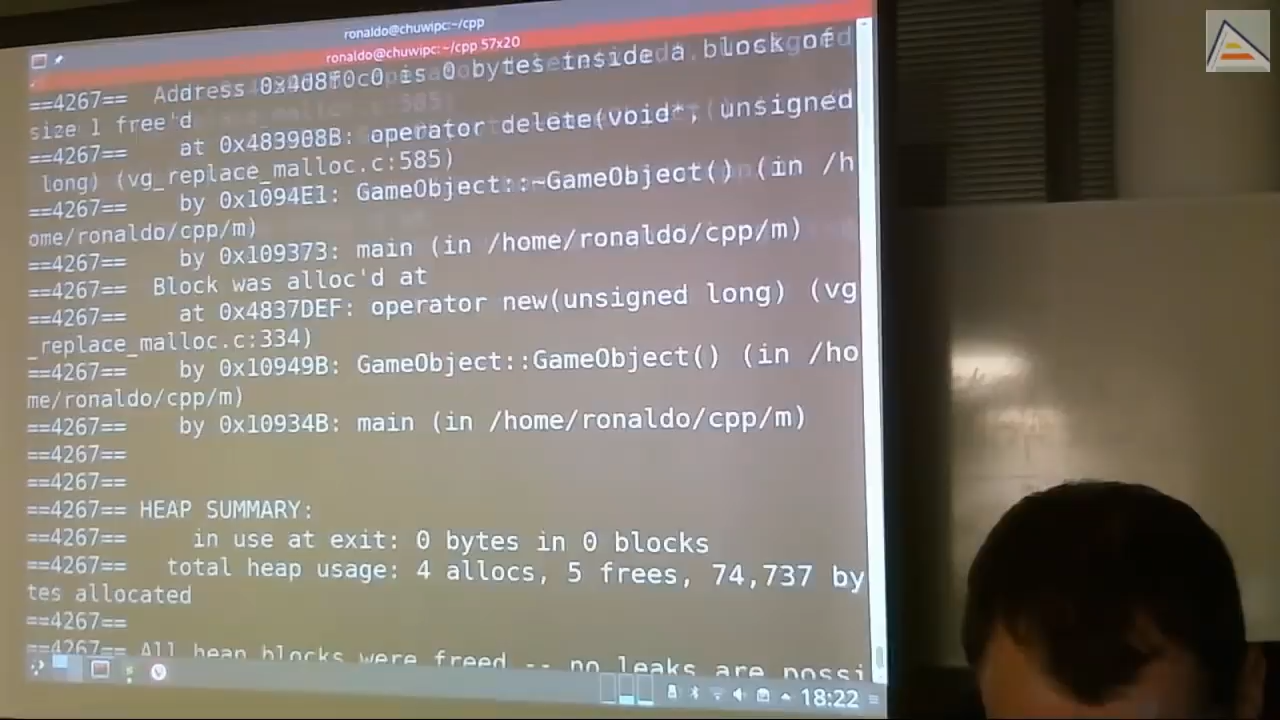 ronaldo@chuwipc:~/cpp
ronaldo@chuwipc:~/cpp 57x20
==4267== Address 0x4d8f0c0 is 0 bytes inside a block of
size 1 free'd
==4267== at 0x483908B: operator delete(void*, unsigned
long) (vg_replace_malloc.c:585)
==4267== by 0x1094E1: GameObject::~GameObject() (in /h
ome/ronaldo/cpp/m)
==4267== by 0x109373: main (in /home/ronaldo/cpp/m)
==4267== Block was alloc'd at
==4267== at 0x4837DEF: operator new(unsigned long) (vg
_replace_malloc.c:334)
==4267== by 0x10949B: GameObject::GameObject() (in /ho
me/ronaldo/cpp/m)
==4267== by 0x10934B: main (in /home/ronaldo/cpp/m)
==4267==
==4267==
==4267== HEAP SUMMARY:
==4267== in use at exit: 0 bytes in 0 blocks
==4267== total heap usage: 4 allocs, 5 frees, 74,737 by
tes allocated
==4267==
==4267== All heap blocks were freed -- no leaks are possi
18:22